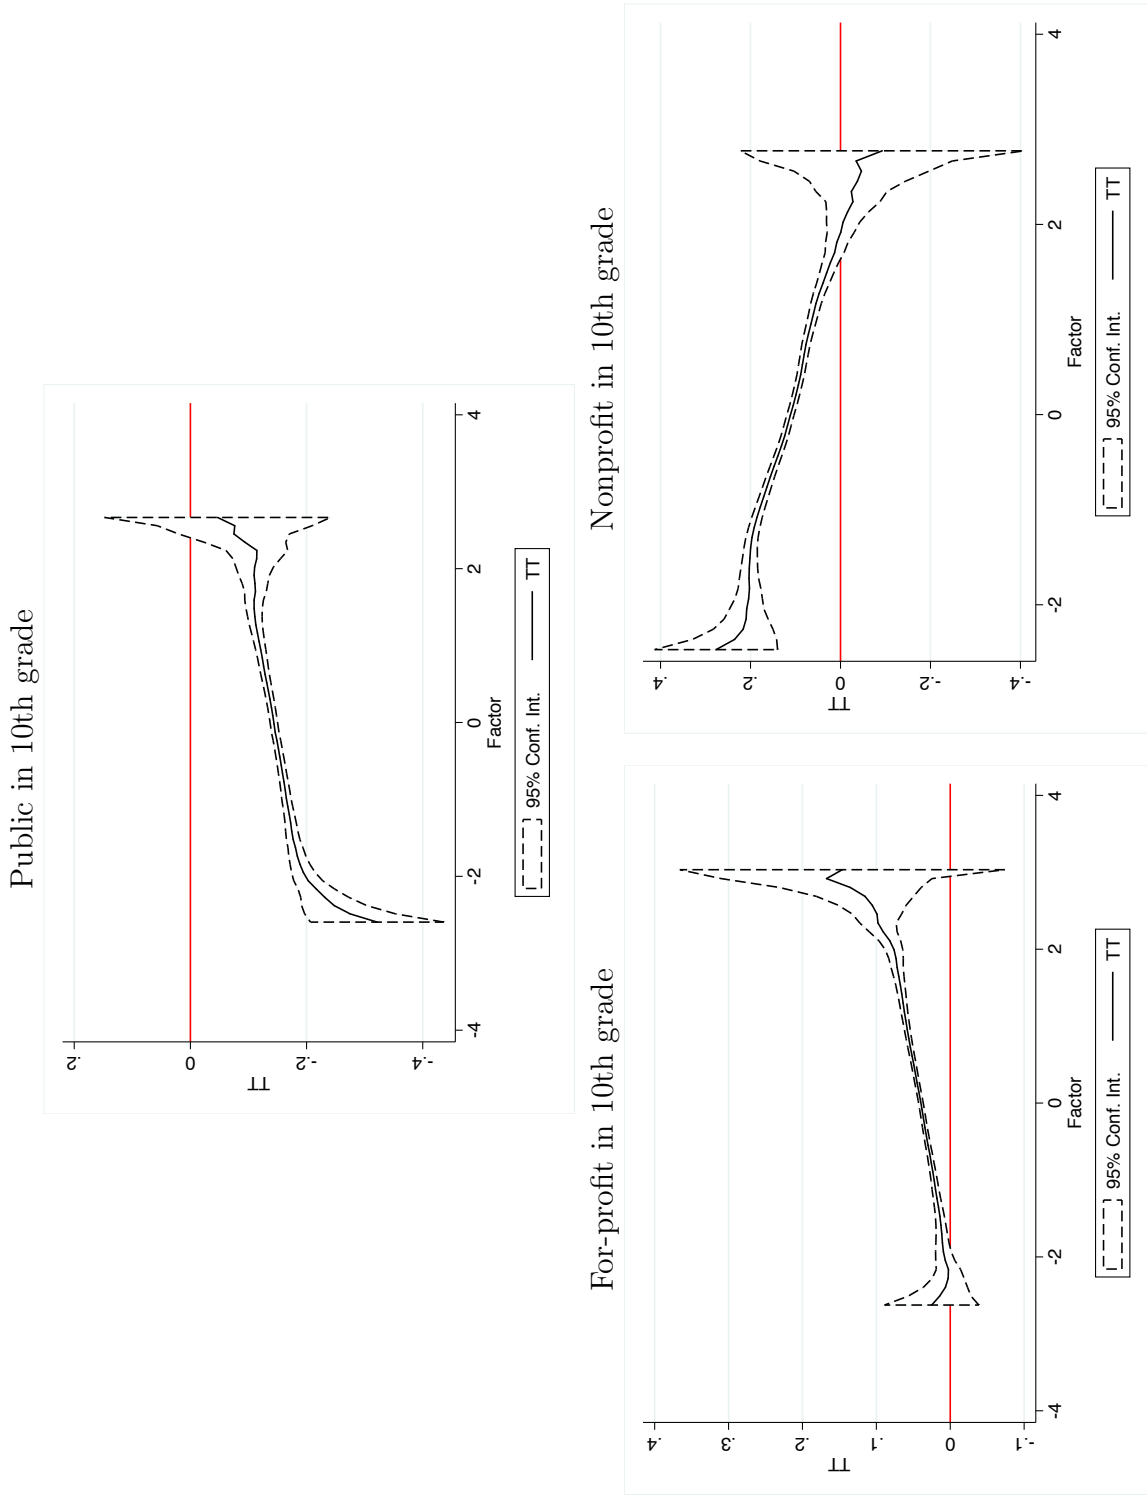 Public in 10th grade
TT
.2
0
-.2
-.4
-4
-2
0
2
4
Factor
95% Conf. Int.
TT
For-profit in 10th grade
TT
.4
.3
.2
.1
0
-.1
-4
-2
0
2
4
Factor
95% Conf. Int.
TT
Nonprofit in 10th grade
TT
.4
.2
0
-.2
-.4
-2
0
2
4
Factor
95% Conf. Int.
TT